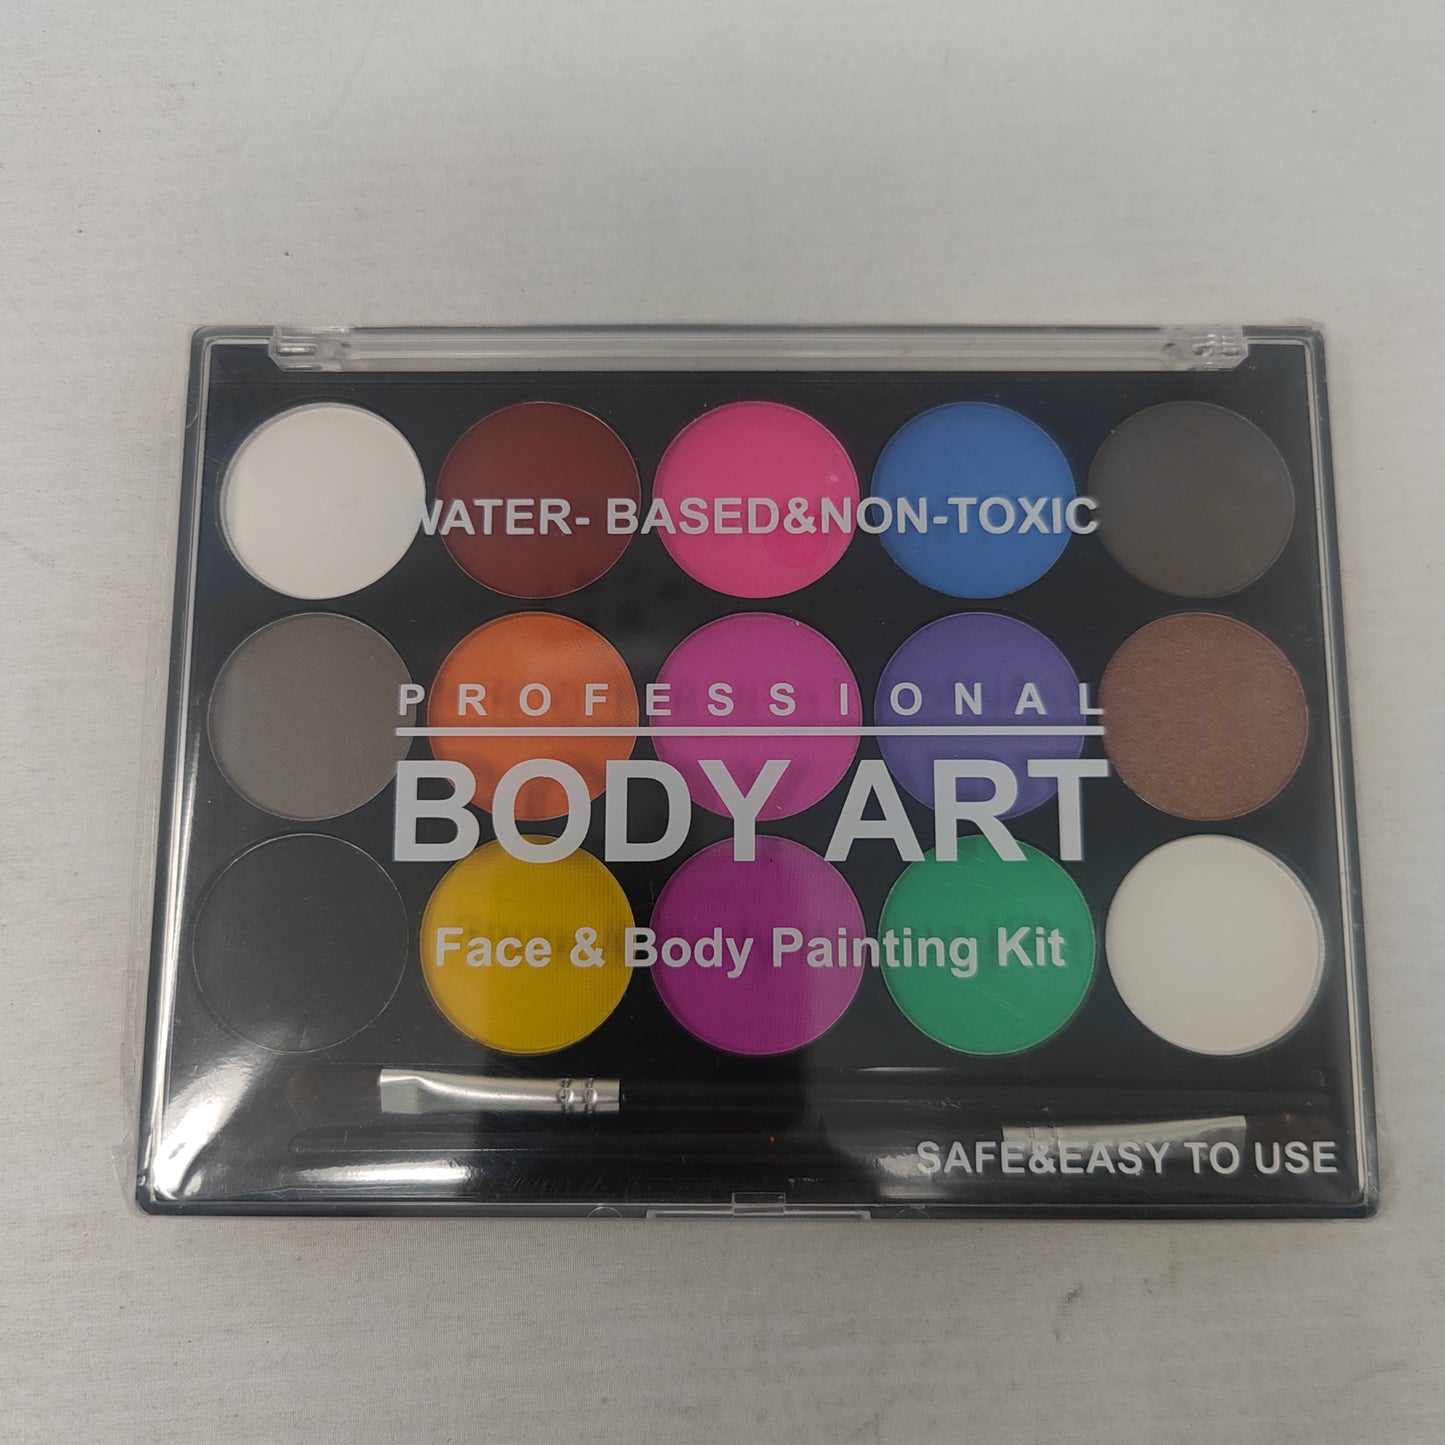 WATER- BASED&NON-TOXIC
PROFESSIONAL
BODY ART
Face & Body Painting Kit
SAFE&EASY TO USE